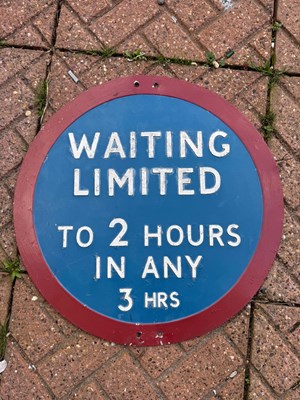 WAITING
LIMITED
TO 2 HOURS
IN ANY
3 HRS